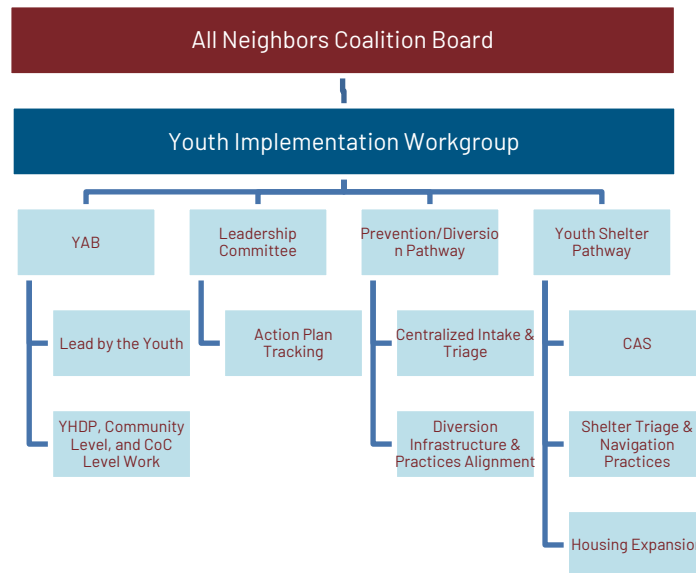 All Neighbors Coalition Board
Youth Implementation Workgroup
YAB
Leadership
Committee
Prevention/Diversio
n Pathway
Youth Shelter
Pathway
Lead by the Youth
Action Plan
Tracking
Centralized Intake &
Triage
CAS
YHDP, Community
Level, and CoC
Level Work
Diversion
Infrastructure &
Practices Alignment
Shelter Triage &
Navigation
Practices
Housing Expansion